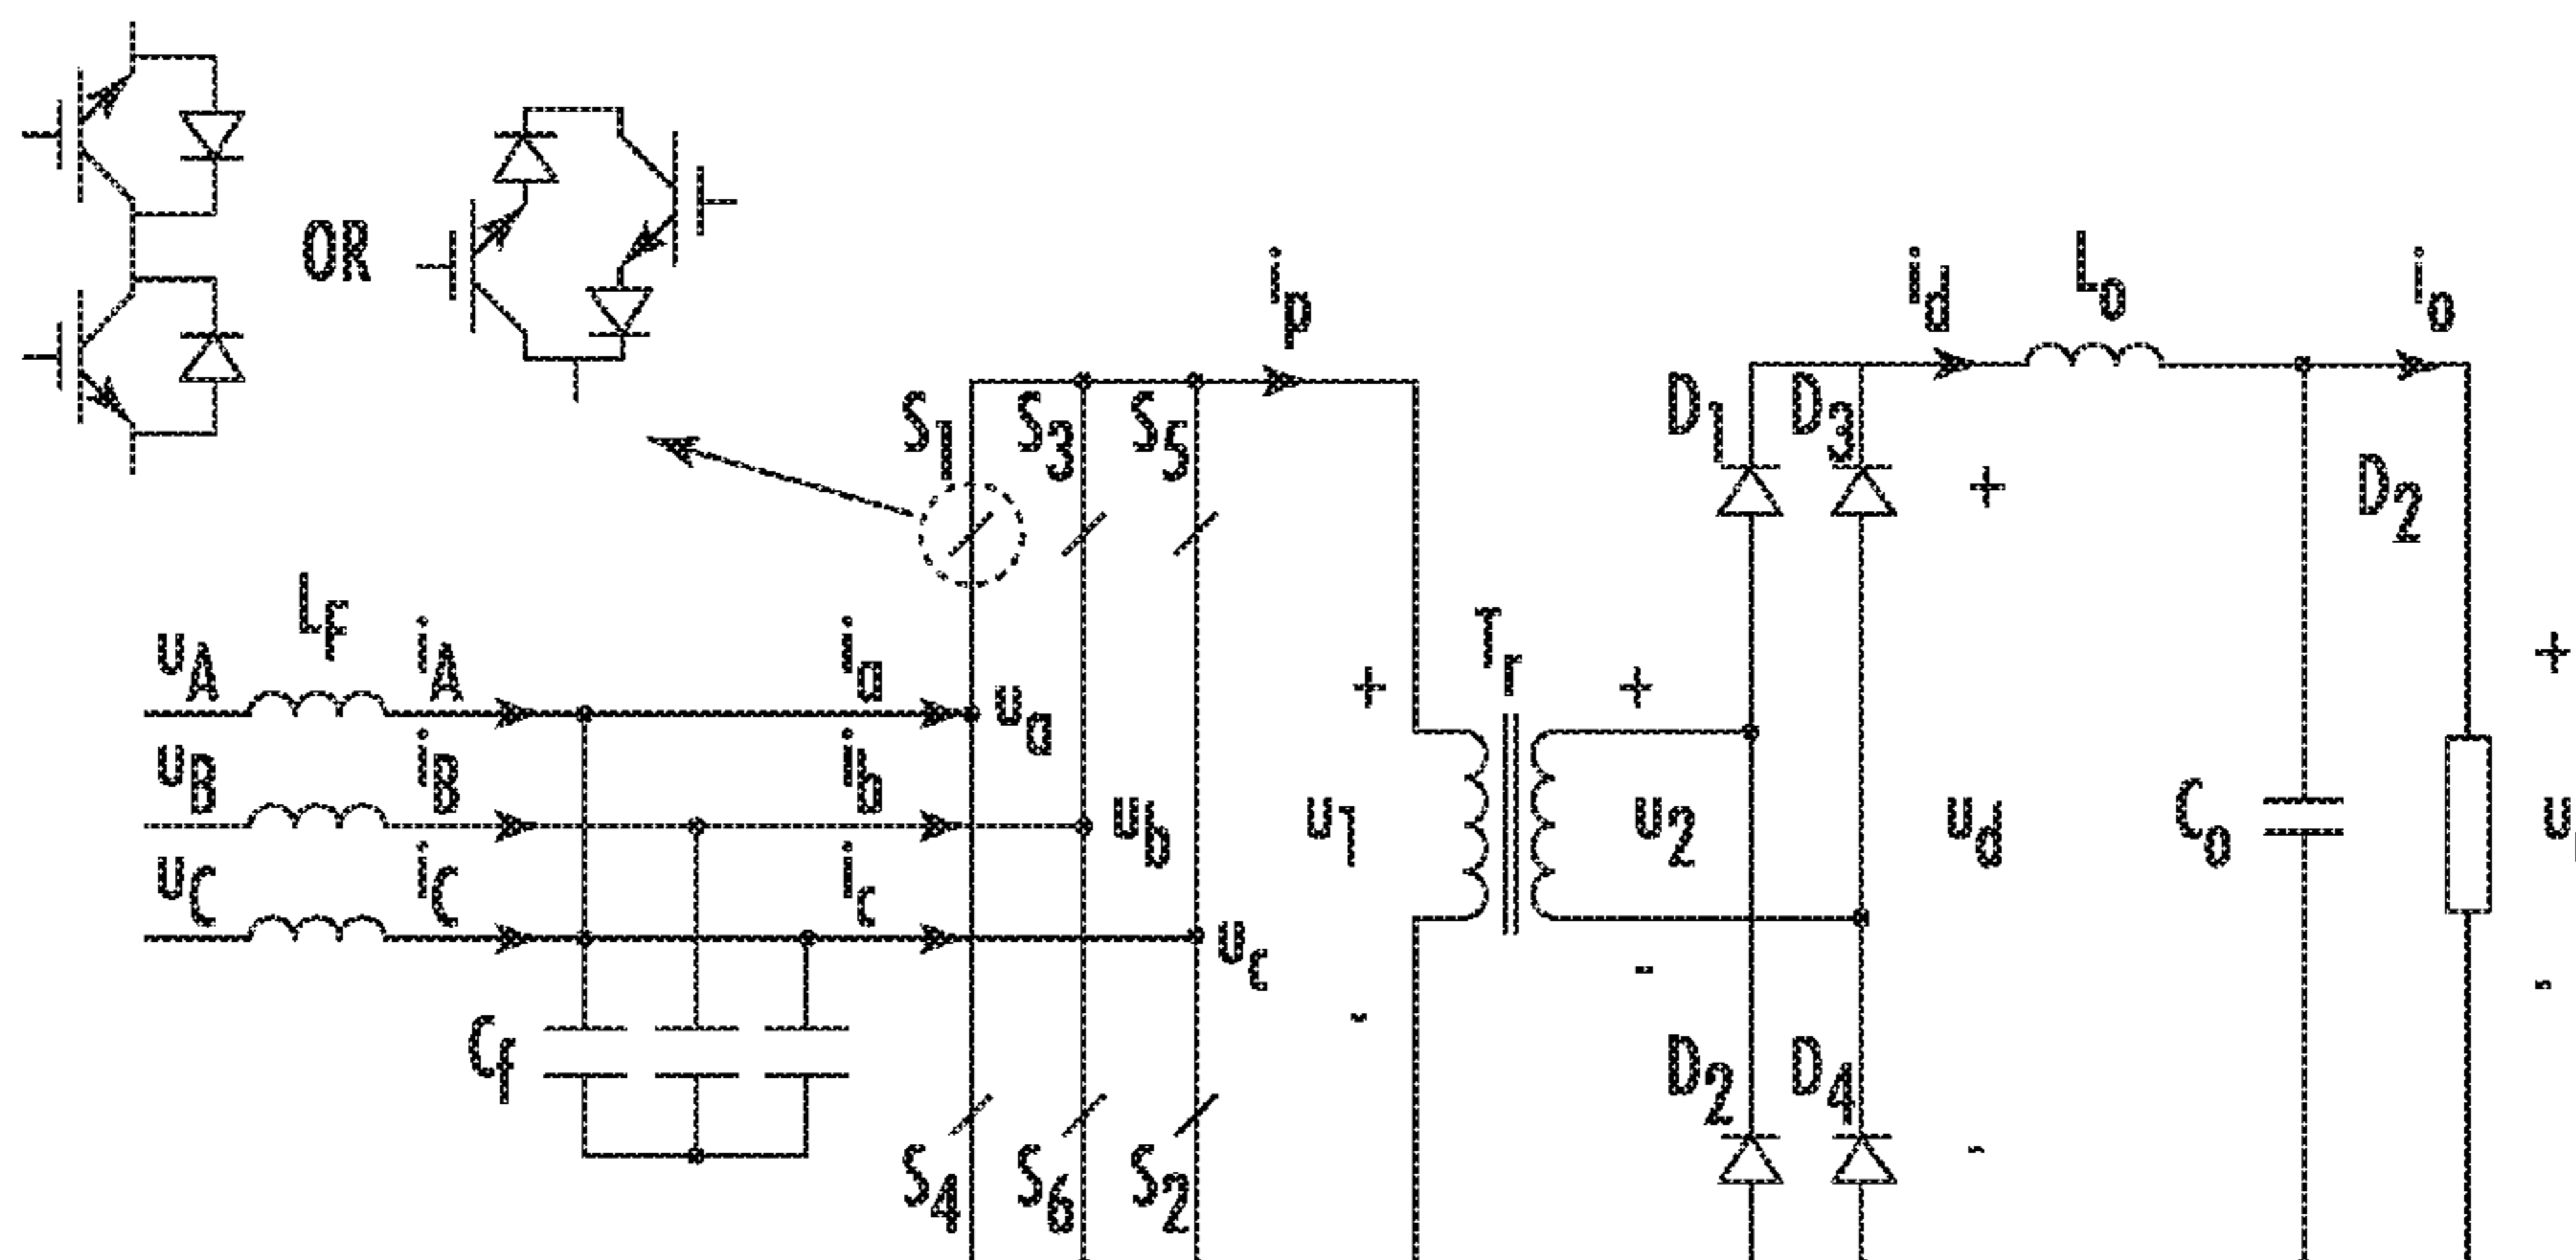 OR
i_p
i_d
L_o
i_o
S_1
S_3
S_5
D_1
D_3
+
D_2
L_F
T_r
u_A
i_A
i_a
u_a
+
+
+
u_B
i_B
i_b
u_b
u_1
u_2
u_d
C_o
u_C
i_C
i_c
u_c
-
-
-
C_f
D_2
D_4
-
S_4
S_6
S_2